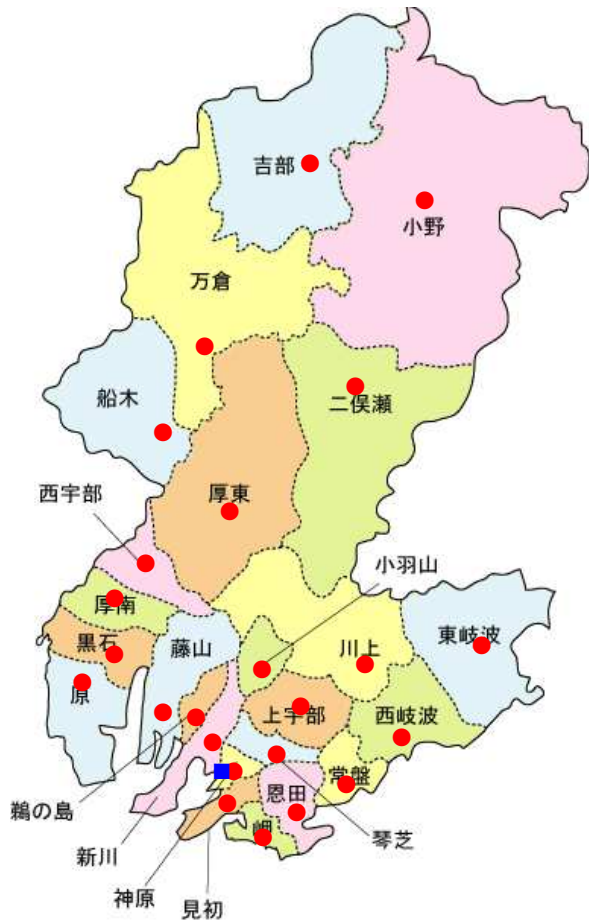 吉部
小野
万倉
船木
二俣瀬
厚東
西宇部
小羽山
厚南
黒石
藤山
川上
東岐波
原
上宇部
西岐波
常盤
恩田
鵜の島
岬
琴芝
新川
神原
見初